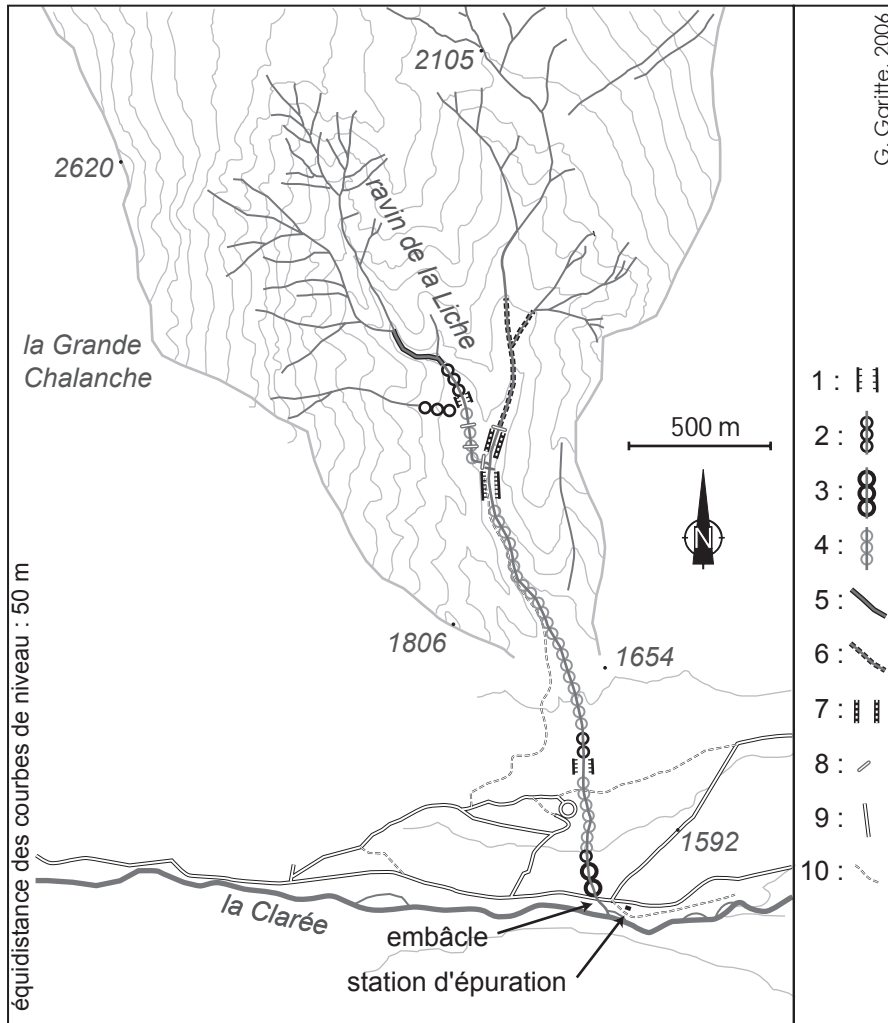 G. Garitte, 2006
2105
2620
ravin de la Liche
la Grande
Chalanche
500 m
N
1806
1654
1592
la Clarée
embâcle
station d'épuration
équidistance des courbes de niveau : 50 m
1 :
2 :
3 :
4 :
5 :
6 :
7 :
8 :
9 :
10 :